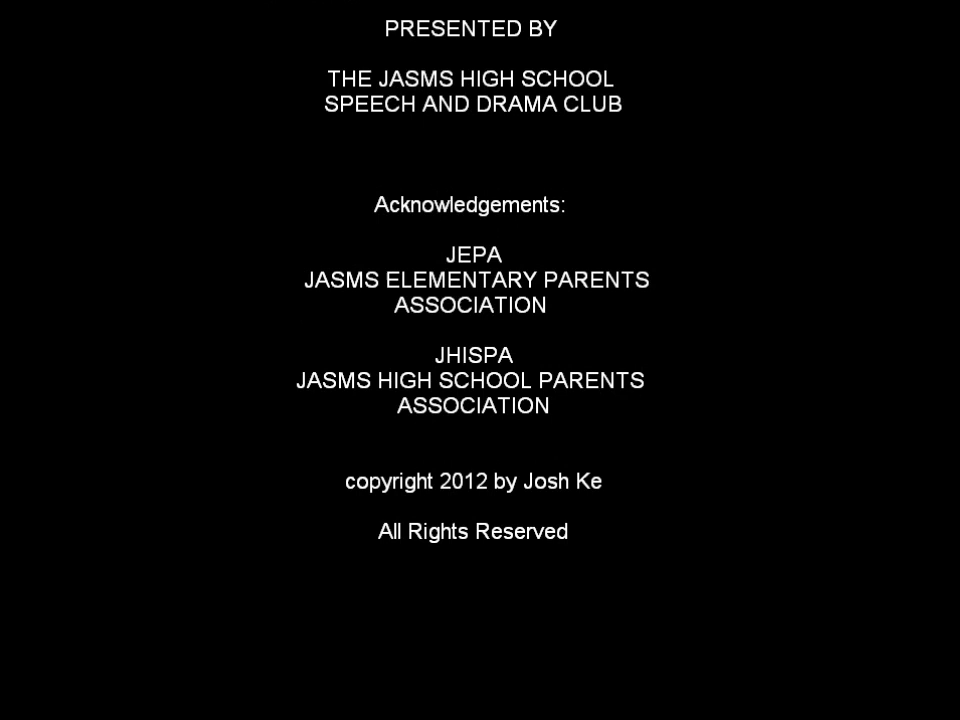 PRESENTED BY
THE JASMS HIGH SCHOOL
SPEECH AND DRAMA CLUB
Acknowledgements:
JEPA
JASMS ELEMENTARY PARENTS
ASSOCIATION
JHISPA
JASMS HIGH SCHOOL PARENTS
ASSOCIATION
copyright 2012 by Josh Ke
All Rights Reserved